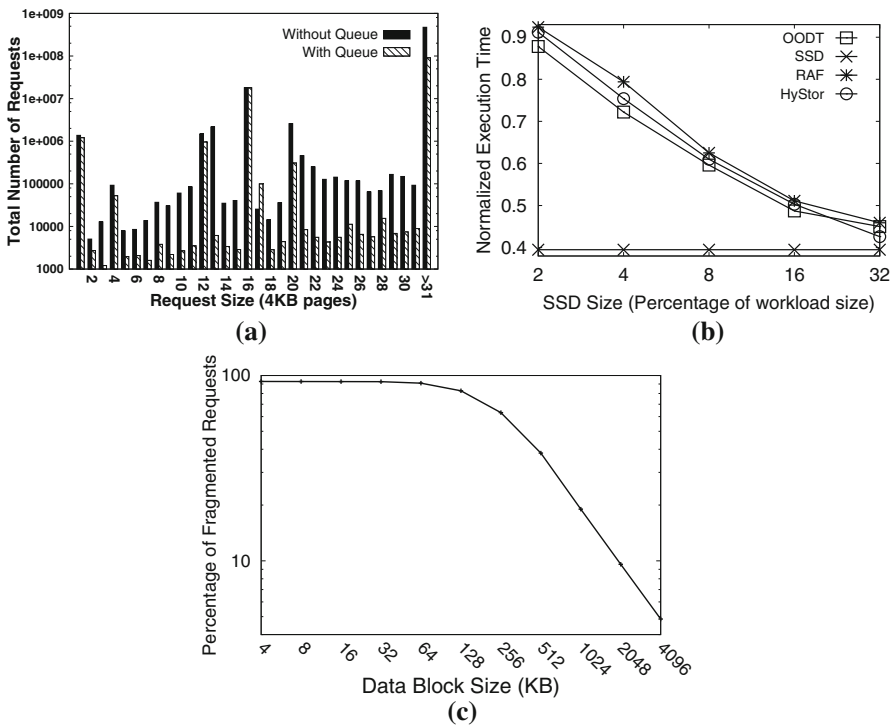 Total Number of Requests
1e+009
1e+008
1e+007
1e+006
100000
10000
1000
Without Queue
With Queue
2
4
6
8
10
12
14
16
18
20
22
24
26
28
30
>31
Request Size (4KB pages)
(a)
Normalized Execution Time
0.9
0.8
0.7
0.6
0.5
0.4
OODT
SSD
RAF
HyStor
2
4
8
16
32
SSD Size (Percentage of workload size)
(b)
Percentage of Fragmented Requests
100
10
4
8
16
32
64
128
256
512
1024
2048
4096
Data Block Size (KB)
(c)